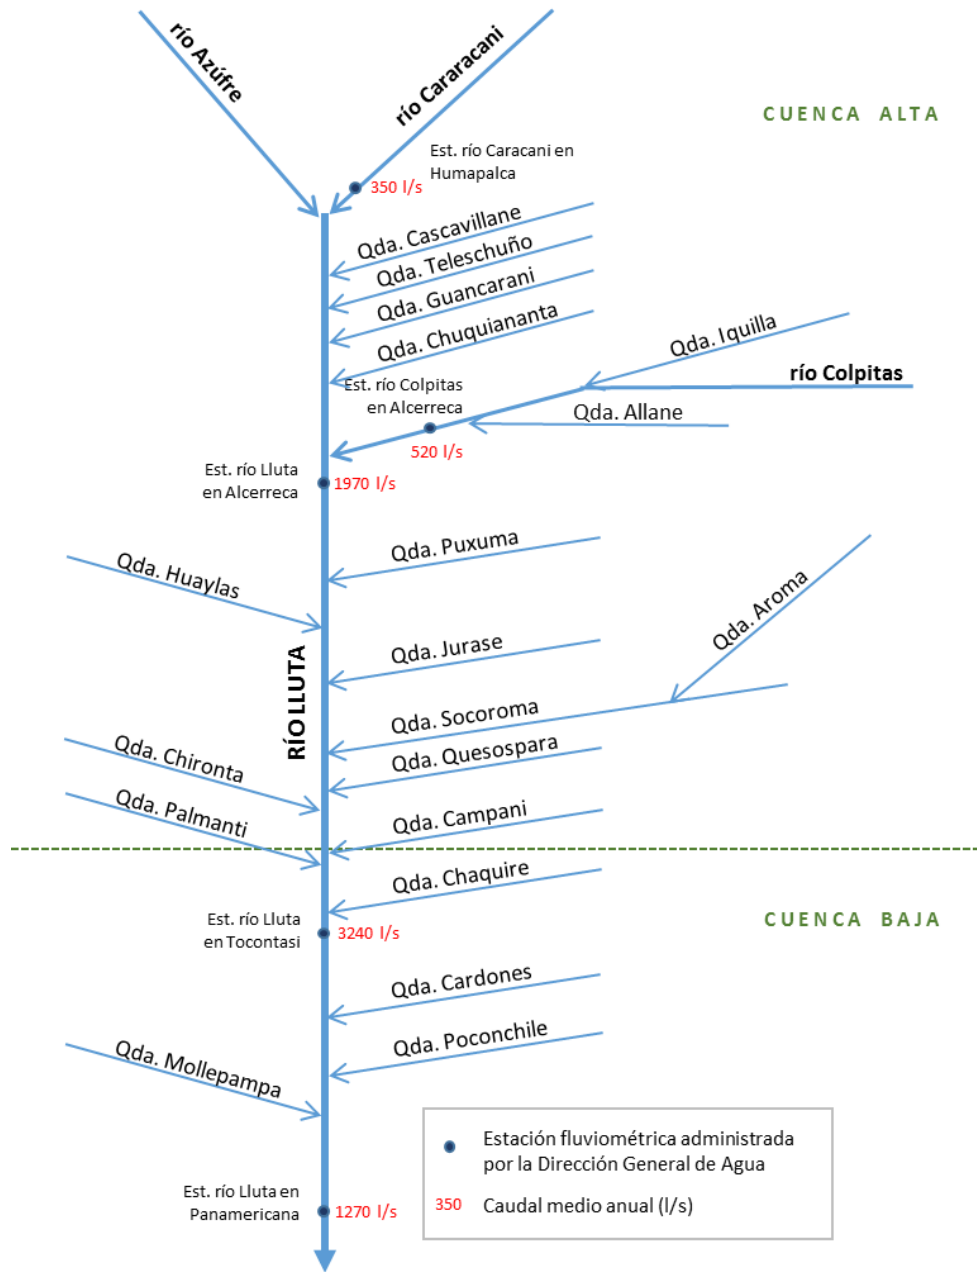 río Azúfre
río Cararacani
CUENCA ALTA
Est. río Caracani en
Humapalca
350 l/s
Qda. Cascavillane
Qda. Teleschuño
Qda. Guancarani
Qda. Chuquiananta
Qda. Iquilla
río Colpitas
Est. río Colpitas
en Alcerreca
Qda. Allane
520 l/s
Est. río Lluta
en Alcerreca
1970 l/s
Qda. Puxuma
Qda. Huaylas
Qda. Aroma
Qda. Jurase
RÍO LLUTA
Qda. Socoroma
Qda. Quesospara
Qda. Chironta
Qda. Palmanti
Qda. Campani
Qda. Chaquire
CUENCA BAJA
Est. río Lluta
en Tocontasi
3240 l/s
Qda. Cardones
Qda. Poconchile
Qda. Mollepampa
Estación fluviométrica administrada
por la Dirección General de Agua
350 Caudal medio anual (l/s)
Est. río Lluta en
Panamericana
1270 l/s